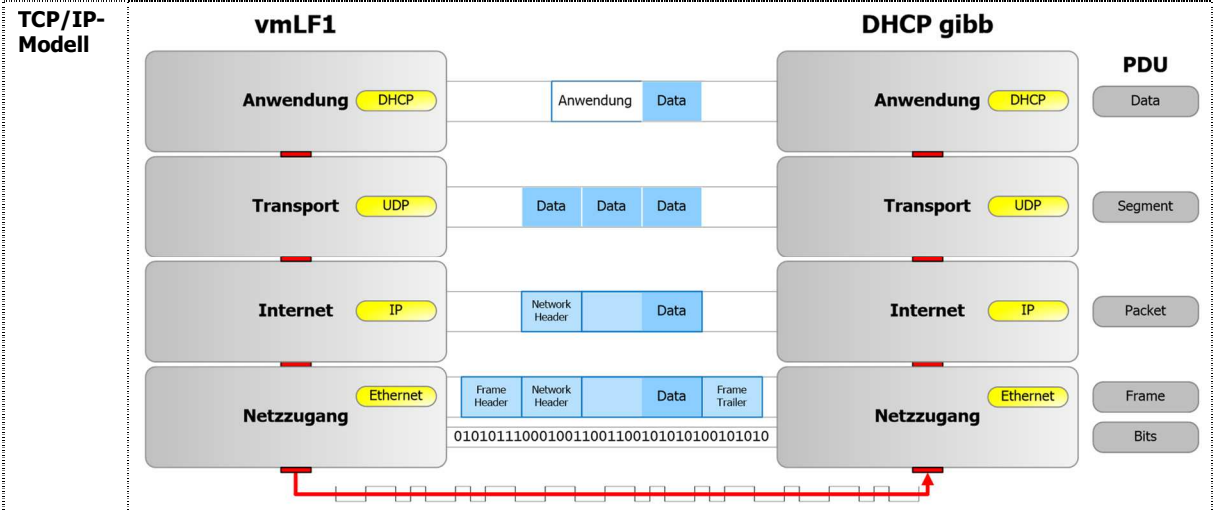 TCP/IP-
Modell
vmLF1
DHCP gibb
PDU
Anwendung DHCP
Anwendung Data
Anwendung DHCP
Data
Transport UDP
Data Data Data
Transport UDP
Segment
Internet IP
Network
Header
Data
Internet IP
Packet
Netzzugang
Ethernet
Frame
Header
Network
Header
Data
Frame
Trailer
Netzzugang
Ethernet
Frame
01010111000100110011001010101001​01010
Bits